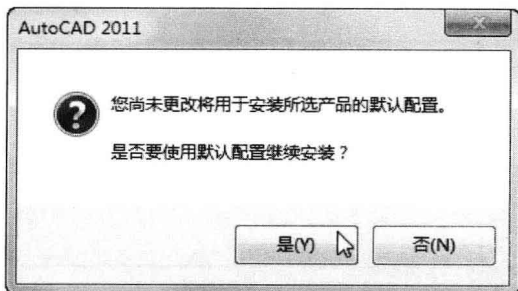 AutoCAD 2011
您尚未更改将用于安装所选产品的默认配置。
是否要使用默认配置继续安装？
是(Y)
否(N)